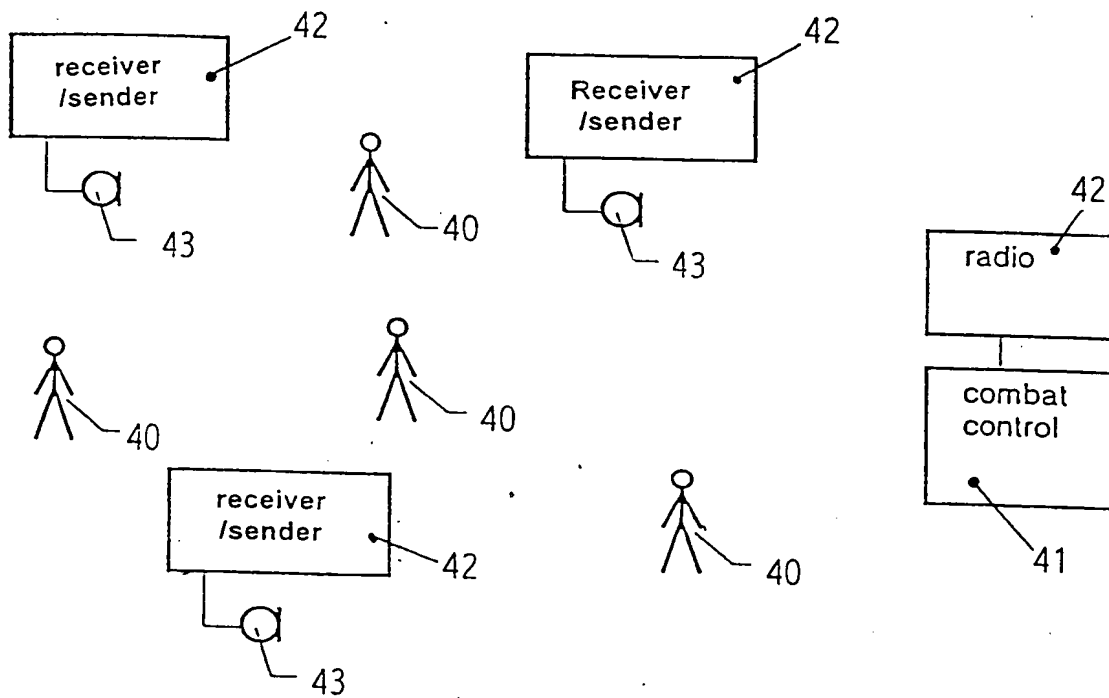 42
receiver
/sender
43
40
42
Receiver
/sender
43
42
radio
combat
control
41
40
40
receiver
/sender
42
43
40